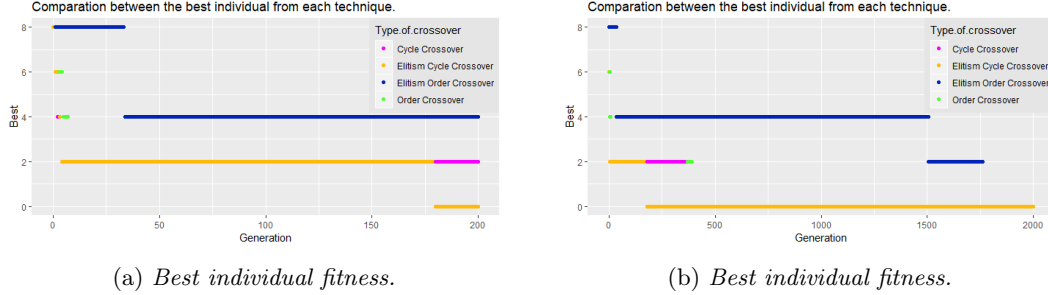 Comparation between the best individual from each technique.
Best
8
6
4
2
0
Type.of.crossover
Cycle Crossover
Elitism Cycle Crossover
Elitism Order Crossover
Order Crossover
0
50
100
150
200
Generation
(a) Best individual fitness.
Comparation between the best individual from each technique.
Best
8
6
4
2
0
Type.of.crossover
Cycle Crossover
Elitism Cycle Crossover
Elitism Order Crossover
Order Crossover
0
500
1000
1500
2000
Generation
(b) Best individual fitness.